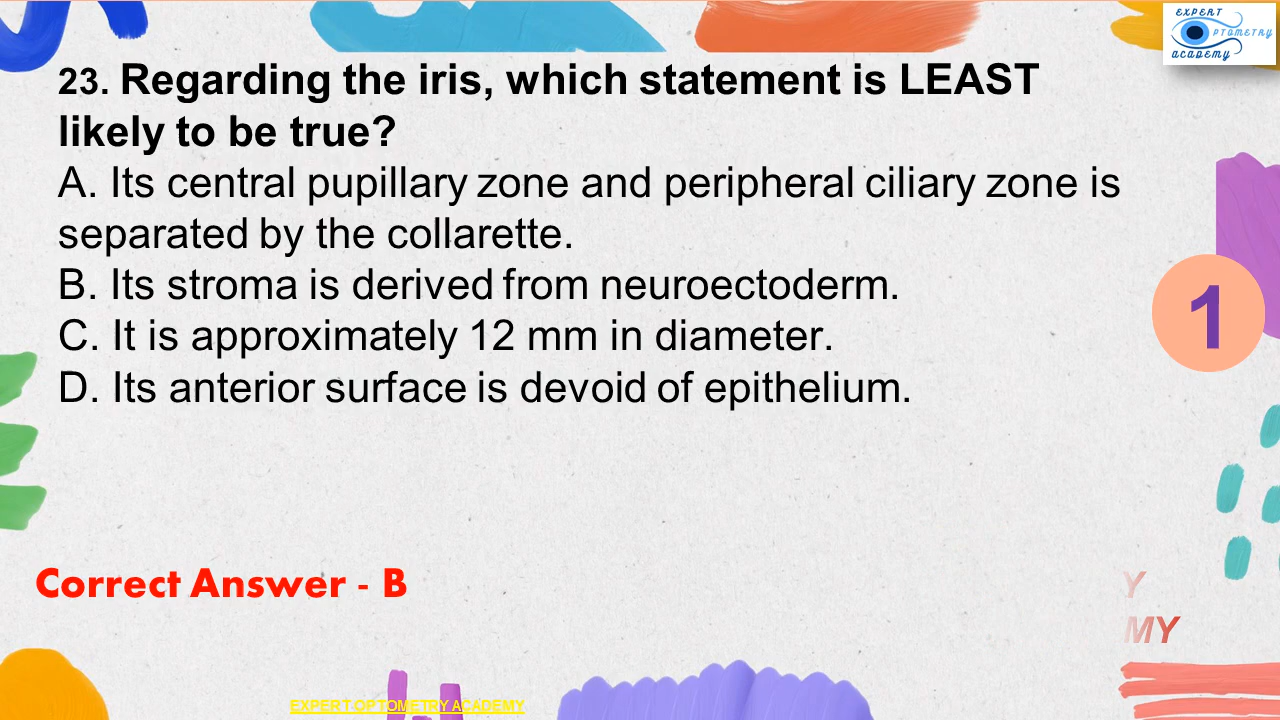 EXPERT
OPTOMETRY
academy
23. Regarding the iris, which statement is LEAST
likely to be true?
A. Its central pupillary zone and peripheral ciliary zone is
separated by the collarette.
B. Its stroma is derived from neuroectoderm.
C. It is approximately 12 mm in diameter.
D. Its anterior surface is devoid of epithelium.
1
Correct Answer - B
Y
MY
EXPERT OPTOMETRY ACADEMY